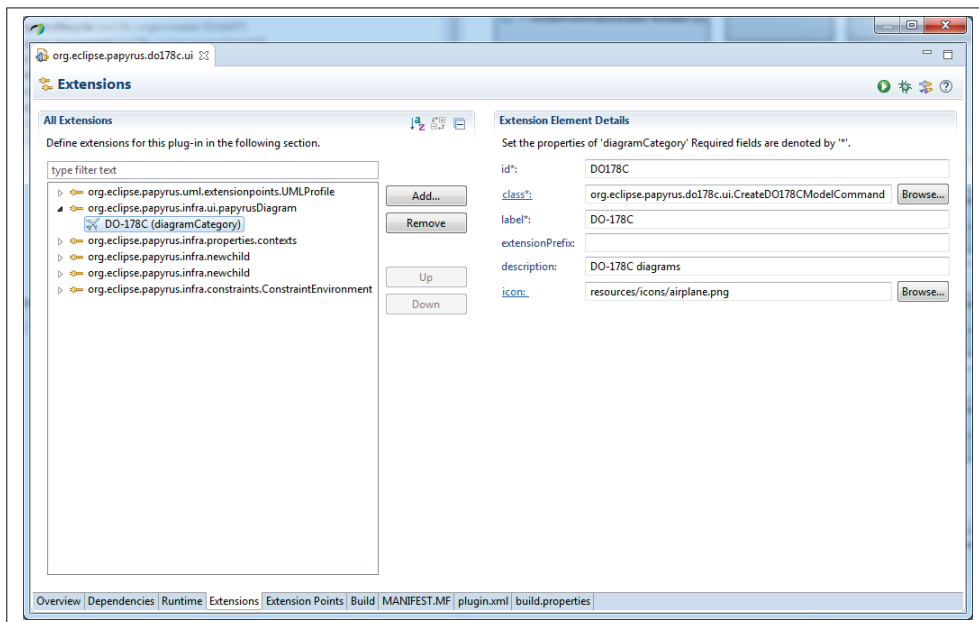 org.eclipse.papyrus.do178c.ui
Extensions
All Extensions
Define extensions for this plug-in in the following section.
type filter text
org.eclipse.papyrus.uml.extensionpoints.UMLProfile
org.eclipse.papyrus.infra.ui.papyrusDiagram
DO-178C (diagramCategory)
org.eclipse.papyrus.infra.properties.contexts
org.eclipse.papyrus.infra.newchild
org.eclipse.papyrus.infra.newchild
org.eclipse.papyrus.infra.constraints.ConstraintEnvironment
Add...
Remove
Up
Down
Extension Element Details
Set the properties of 'diagramCategory' Required fields are denoted by '*'.
id*: DO178C
class*: org.eclipse.papyrus.do178c.ui.CreateDO178CModelCommand Browse...
label*: DO-178C
extensionPrefix:
description: DO-178C diagrams
icon: resources/icons/airplane.png Browse...
Overview Dependencies Runtime Extensions Extension Points Build MANIFEST.MF plugin.xml build.properties